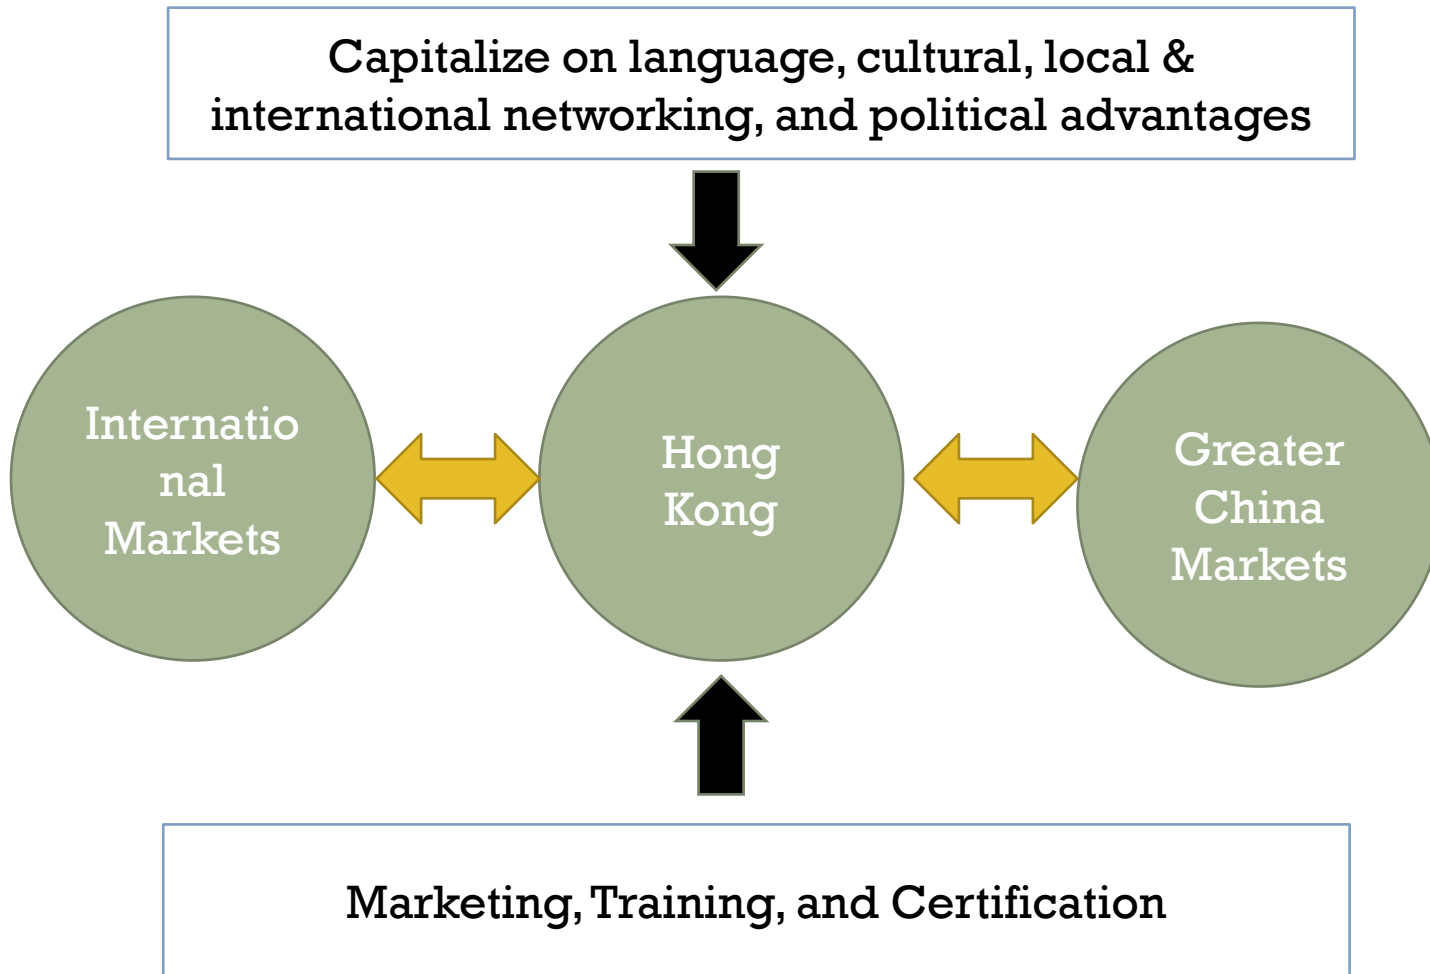 Capitalize on language, cultural, local &
international networking, and political advantages
Internatio
nal
Markets
Hong
Kong
Greater
China
Markets
Marketing, Training, and Certification